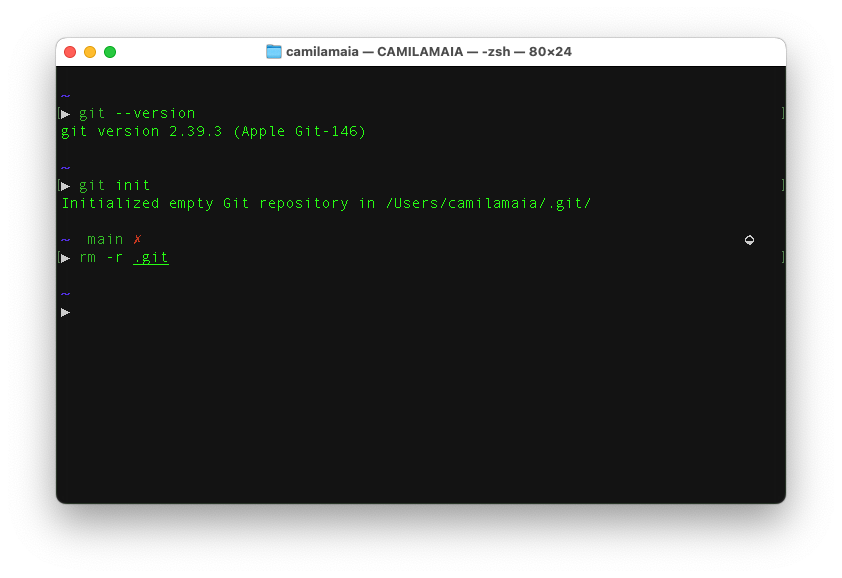 camilamaia — CAMILAMAIA — -zsh — 80×24
~
[▶ git --version ]
git version 2.39.3 (Apple Git-146)
~
[▶ git init ]
Initialized empty Git repository in /Users/camilamaia/.git/
~ main ✗
[▶ rm -r .git ]
~
▶